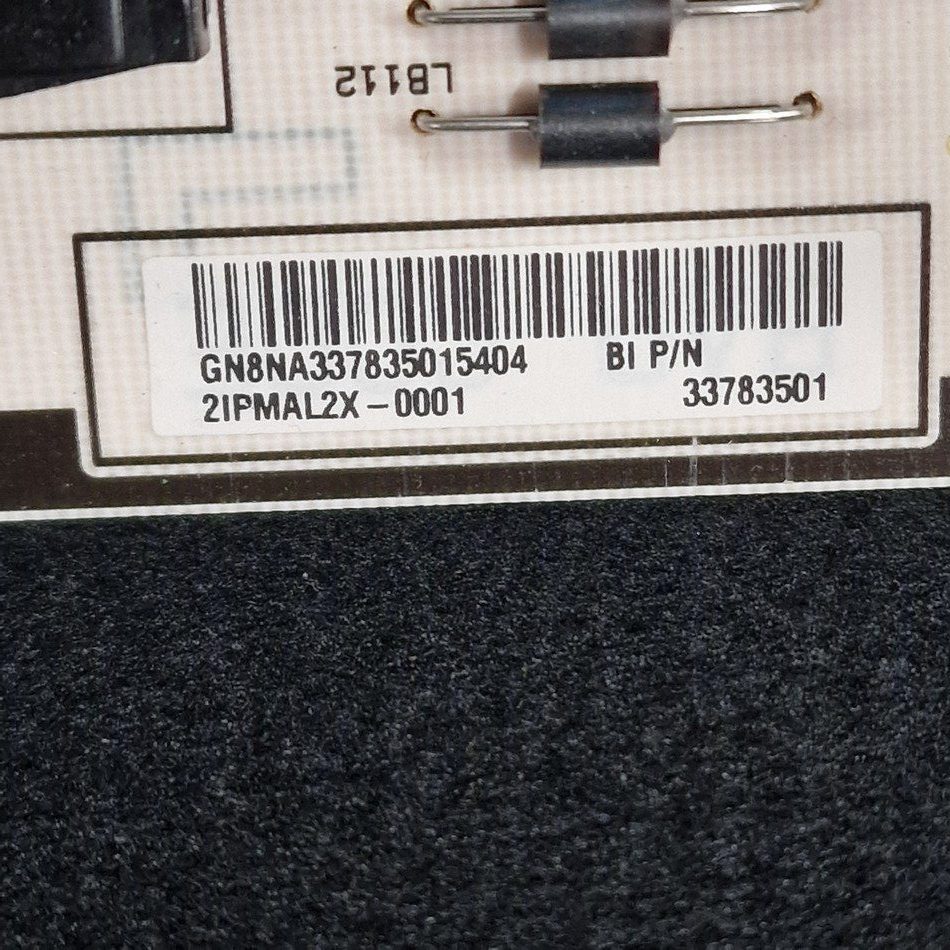 LB112
GN8NA337835015404 BI P/N
2IPMAL2X-0001 33783501